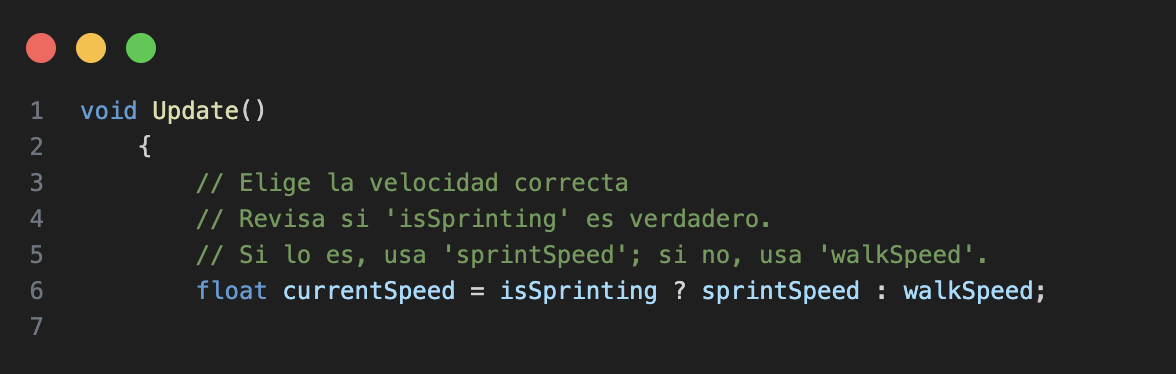 1 void Update()
2 {
3 // Elige la velocidad correcta
4 // Revisa si 'isSprinting' es verdadero.
5 // Si lo es, usa 'sprintSpeed'; si no, usa 'walkSpeed'.
6 float currentSpeed = isSprinting ? sprintSpeed : walkSpeed;
7